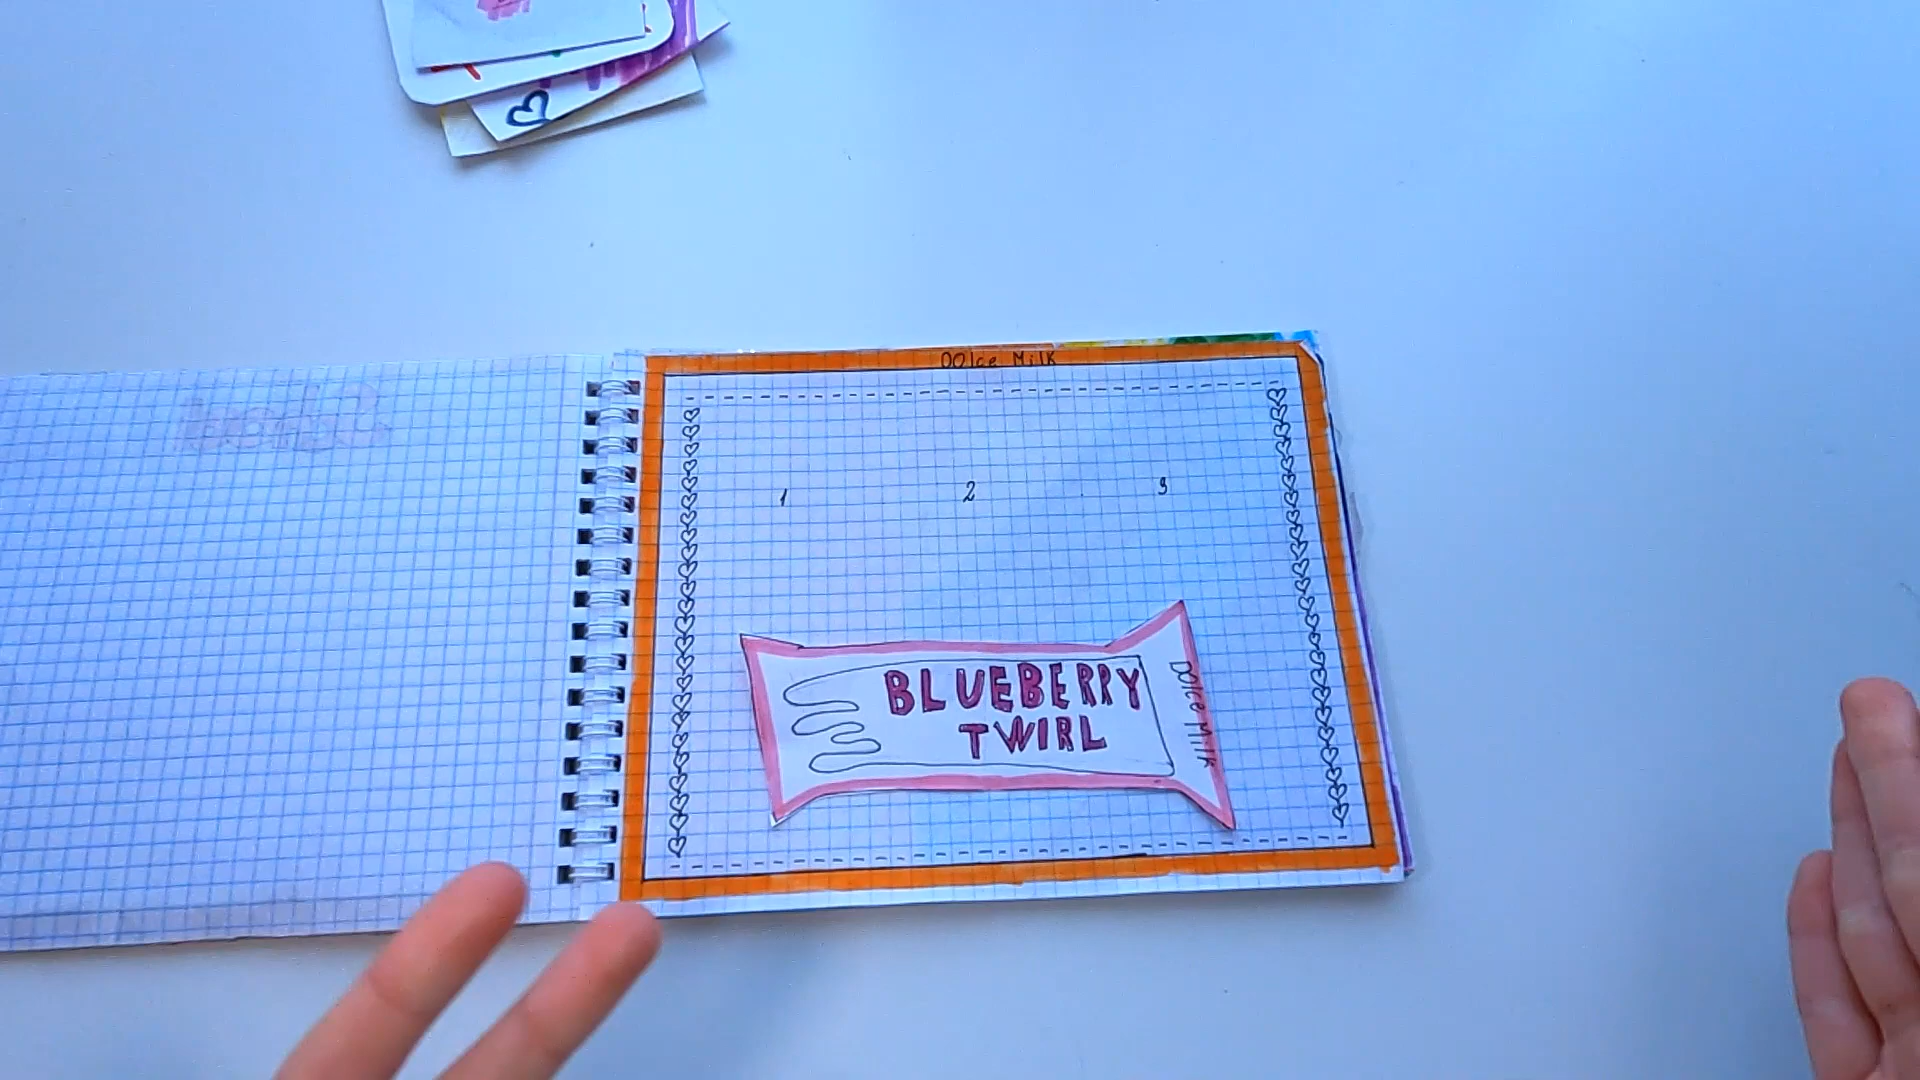 DOlce Milk
1 2 3
BLUEBERRY
TWIRL
DOlce Milk